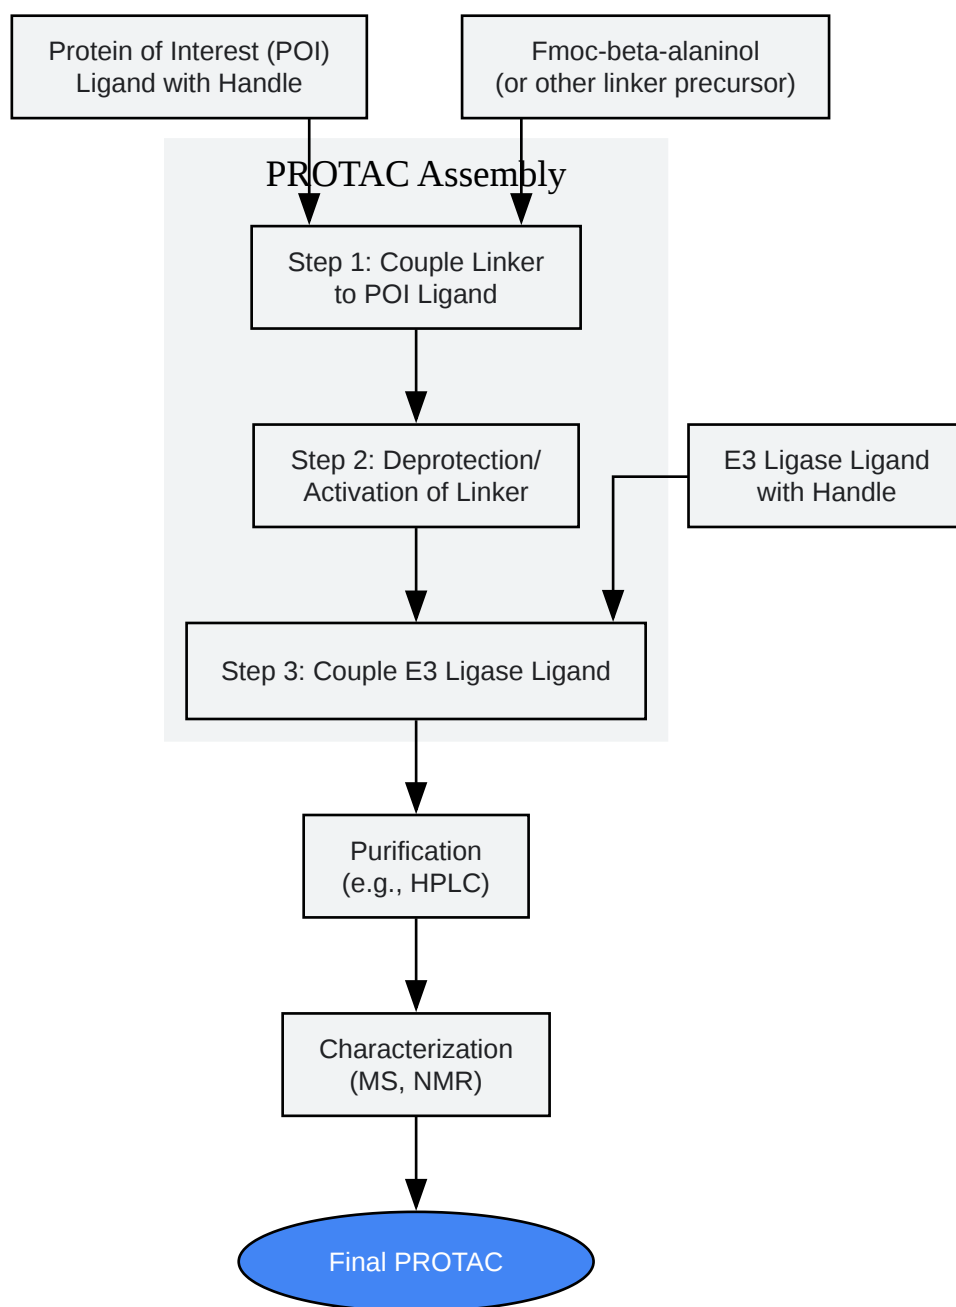 Protein of Interest (POI)
Ligand with Handle
Fmoc-beta-alaninol
(or other linker precursor)
PROTAC Assembly
Step 1: Couple Linker
to POI Ligand
Step 2: Deprotection/
Activation of Linker
E3 Ligase Ligand
with Handle
Step 3: Couple E3 Ligase Ligand
Purification
(e.g., HPLC)
Characterization
(MS, NMR)
Final PROTAC